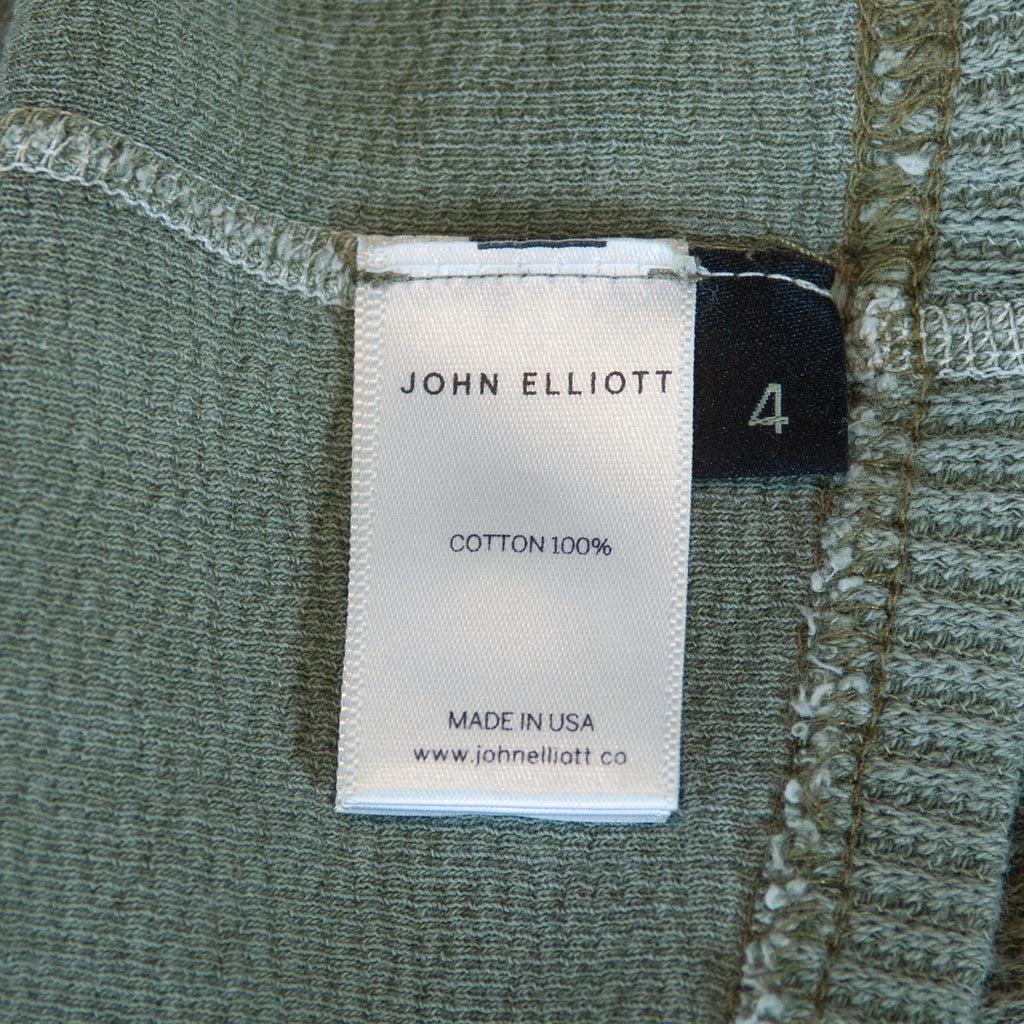 JOHN ELLIOTT
4
COTTON 100%
MADE IN USA
www.johnelliott.co